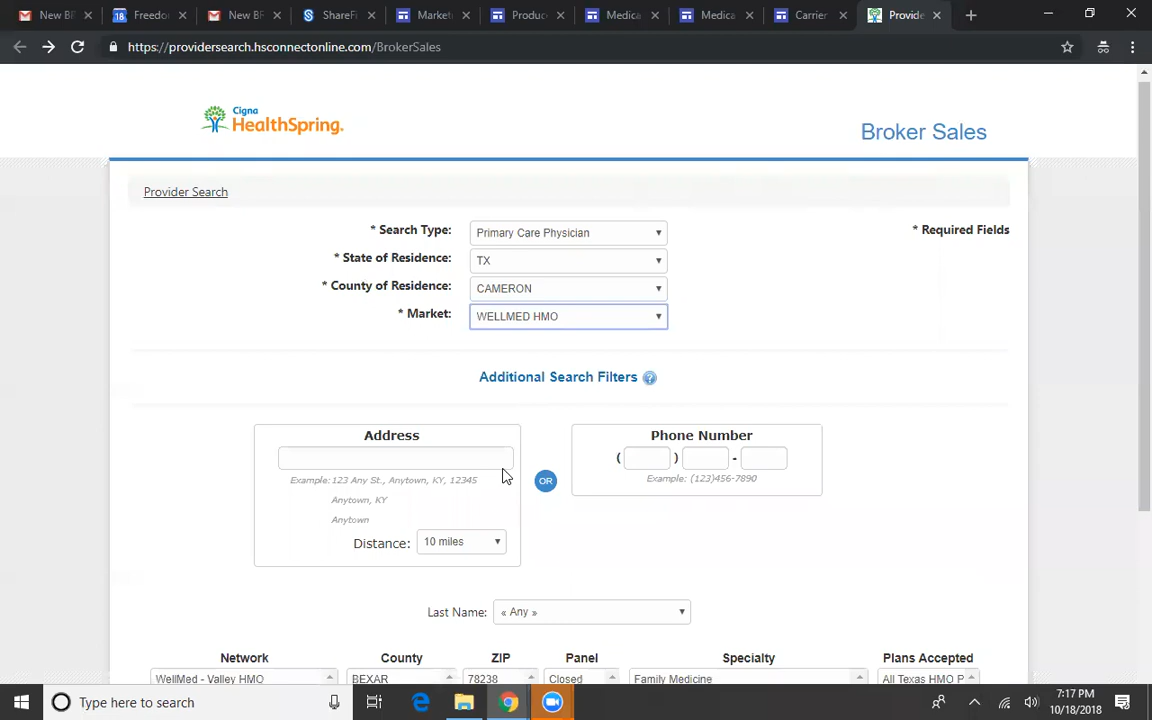 New BR
18
Freedo
New BR
ShareFi
Market
Produc
Medica
Medica
Carrier
Provide
https://providersearch.hsconnectonline.com/BrokerSales
Cigna
HealthSpring.
Broker Sales
Provider Search
* Search Type:
Primary Care Physician
* Required Fields
* State of Residence:
TX
* County of Residence:
CAMERON
* Market:
WELLMED HMO
Additional Search Filters ?
Address
Example: 123 Any St., Anytown, KY, 12345
Anytown, KY
Anytown
Distance:
10 miles
OR
Phone Number
( ) -
Example: (123)456-7890
Last Name:
« Any »
Network
County
ZIP
Panel
Specialty
Plans Accepted
WellMed - Valley HMO
BEXAR
78238
Closed
Family Medicine
All Texas HMO P
Type here to search
7:17 PM
10/18/2018